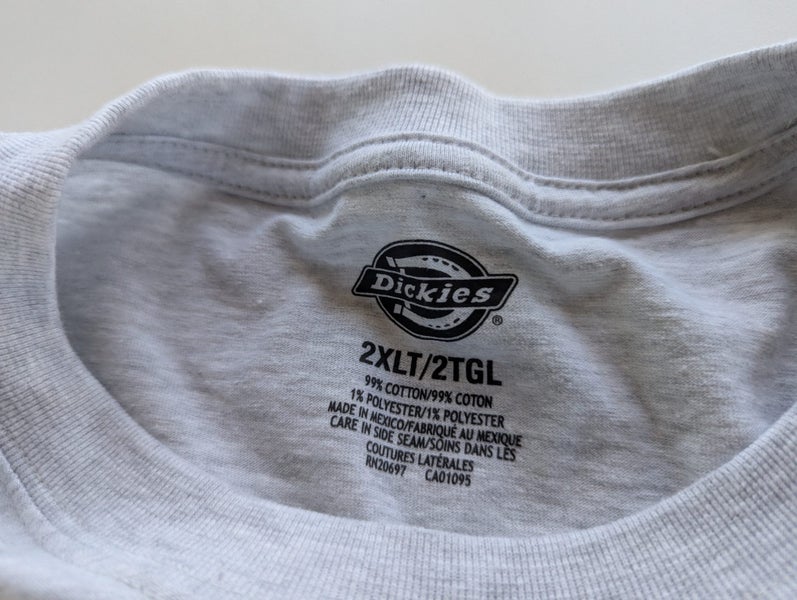 Dickies
®
2XLT/2TGL
99% COTTON/99% COTON
1% POLYESTER/1% POLYESTER
MADE IN MEXICO/FABRIQUÉ AU MEXIQUE
CARE IN SIDE SEAM/SOINS DANS LES
COUTURES LATÉRALES
RN20697 CA01095